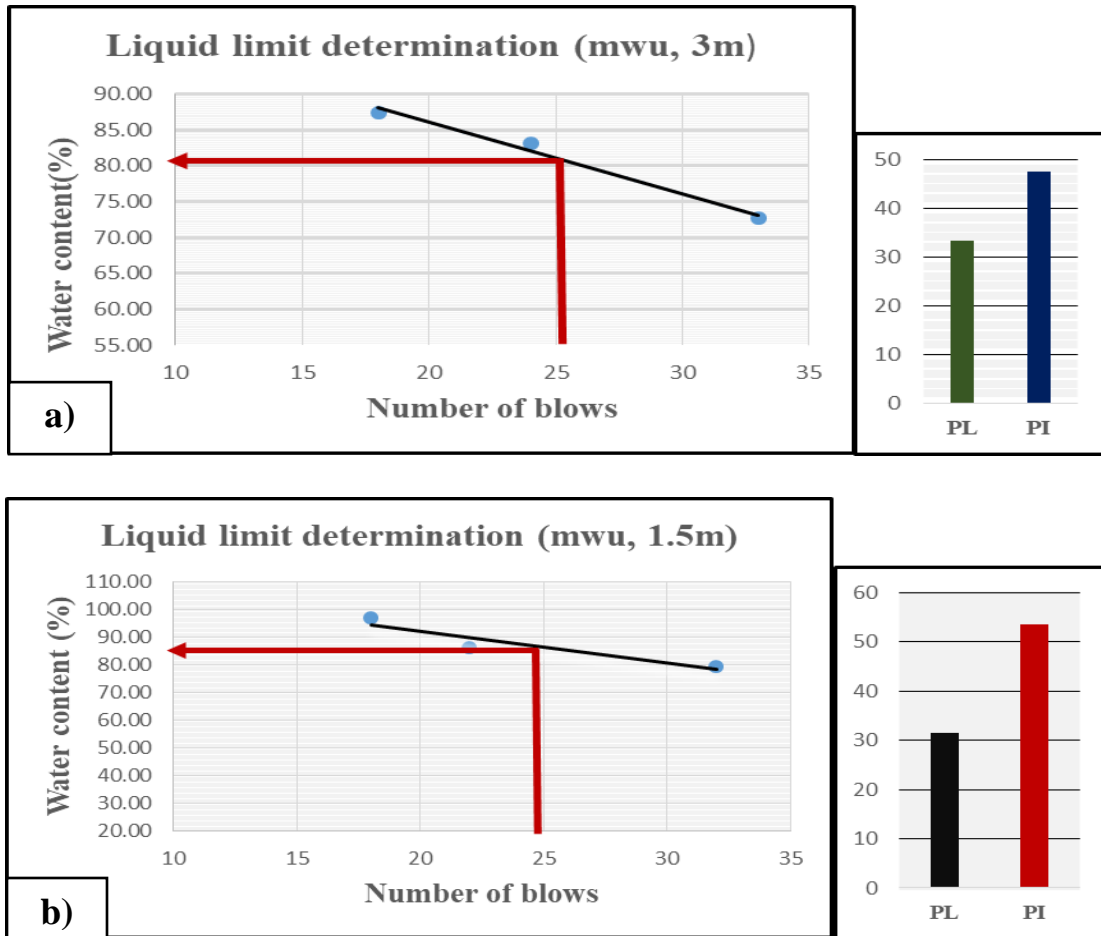 Liquid limit determination (mwu, 3m)
Water content(%)
90.00
85.00
80.00
75.00
70.00
65.00
60.00
55.00
10 15 20 25 30 35
Number of blows
a)
50
40
30
20
10
0
PL PI
Liquid limit determination (mwu, 1.5m)
Water content (%)
110.00
100.00
90.00
80.00
70.00
60.00
50.00
40.00
30.00
20.00
10 15 20 25 30 35
Number of blows
b)
60
50
40
30
20
10
0
PL PI